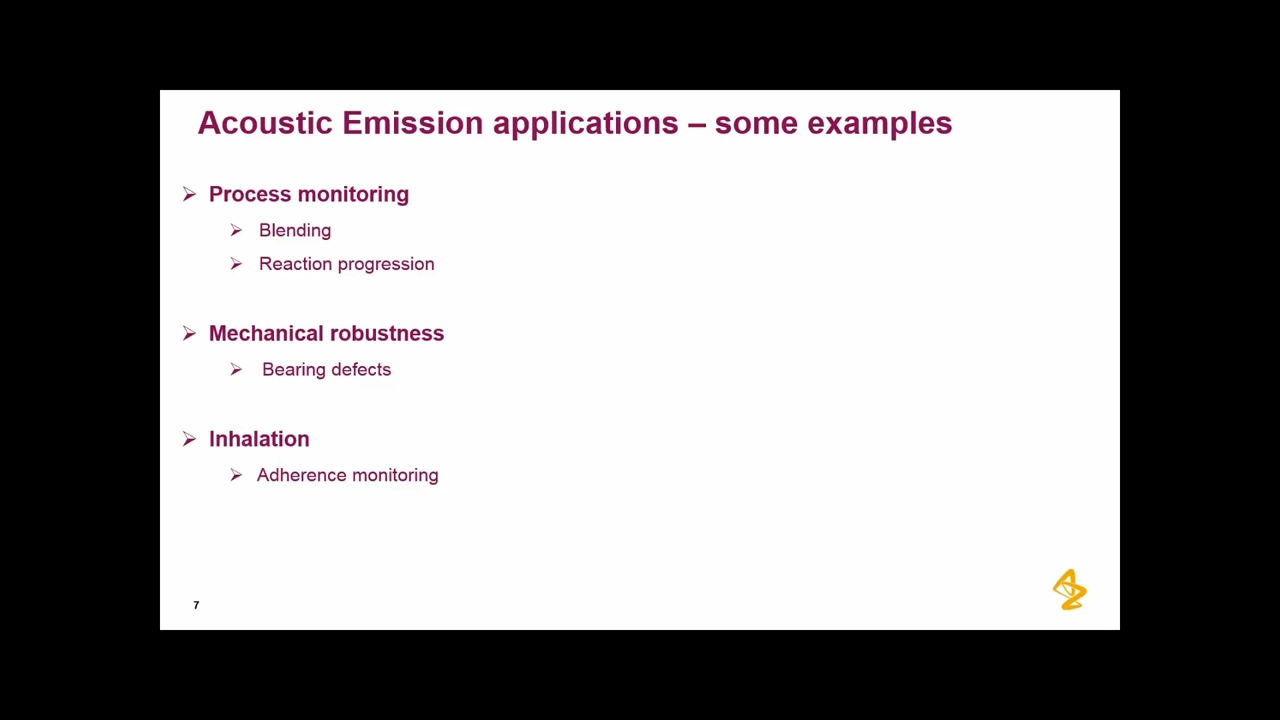 Acoustic Emission applications – some examples
Process monitoring
Blending
Reaction progression
Mechanical robustness
Bearing defects
Inhalation
Adherence monitoring
7